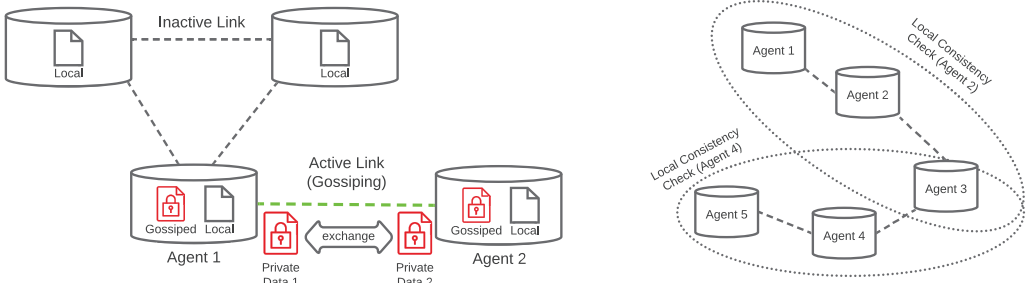 Inactive Link
Local
Local
Active Link
(Gossiping)
Gossiped Local
Gossiped Local
exchange
Agent 1
Agent 2
Private
Data 1
Private
Data 2
Agent 1
Agent 2
Local Consistency
Check (Agent 2)
Local Consistency
Check (Agent 4)
Agent 3
Agent 5
Agent 4